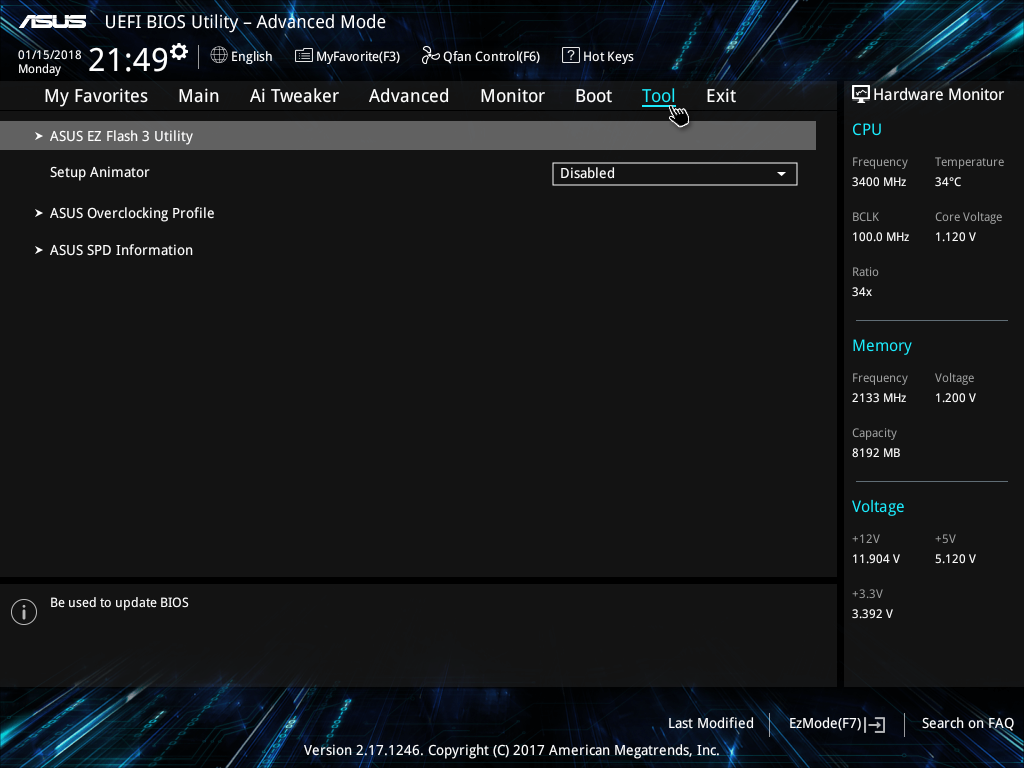 ASUS UEFI BIOS Utility – Advanced Mode
01/15/2018
Monday
21:49
English
MyFavorite(F3)
Qfan Control(F6)
? Hot Keys
My Favorites Main Ai Tweaker Advanced Monitor Boot Tool Exit
ASUS EZ Flash 3 Utility
Setup Animator Disabled
ASUS Overclocking Profile
ASUS SPD Information
Be used to update BIOS
Hardware Monitor
CPU
Frequency Temperature
3400 MHz 34°C
BCLK Core Voltage
100.0 MHz 1.120 V
Ratio
34x
Memory
Frequency Voltage
2133 MHz 1.200 V
Capacity
8192 MB
Voltage
+12V +5V
11.904 V 5.120 V
+3.3V
3.392 V
Last Modified EzMode(F7) Search on FAQ
Version 2.17.1246. Copyright (C) 2017 American Megatrends, Inc.